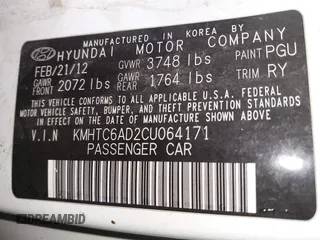 MANUFACTURED IN KOREA BY
HYUNDAI MOTOR COMPANY
FEB/21/12 GVWR 3748 lbs PAINT PGU
GAWR FRONT 2072 lbs GAWR REAR 1764 lbs TRIM RY
THIS VEHICLE CONFORMS TO ALL APPLICABLE U.S. FEDERAL MOTOR
VEHICLE SAFETY, BUMPER, AND THEFT PREVENTION STANDARDS
IN EFFECT ON THE DATE OF MANUFACTURE SHOWN ABOVE.
V.I.N KMHTC6AD2CU064171
PASSENGER CAR
DREAMBID